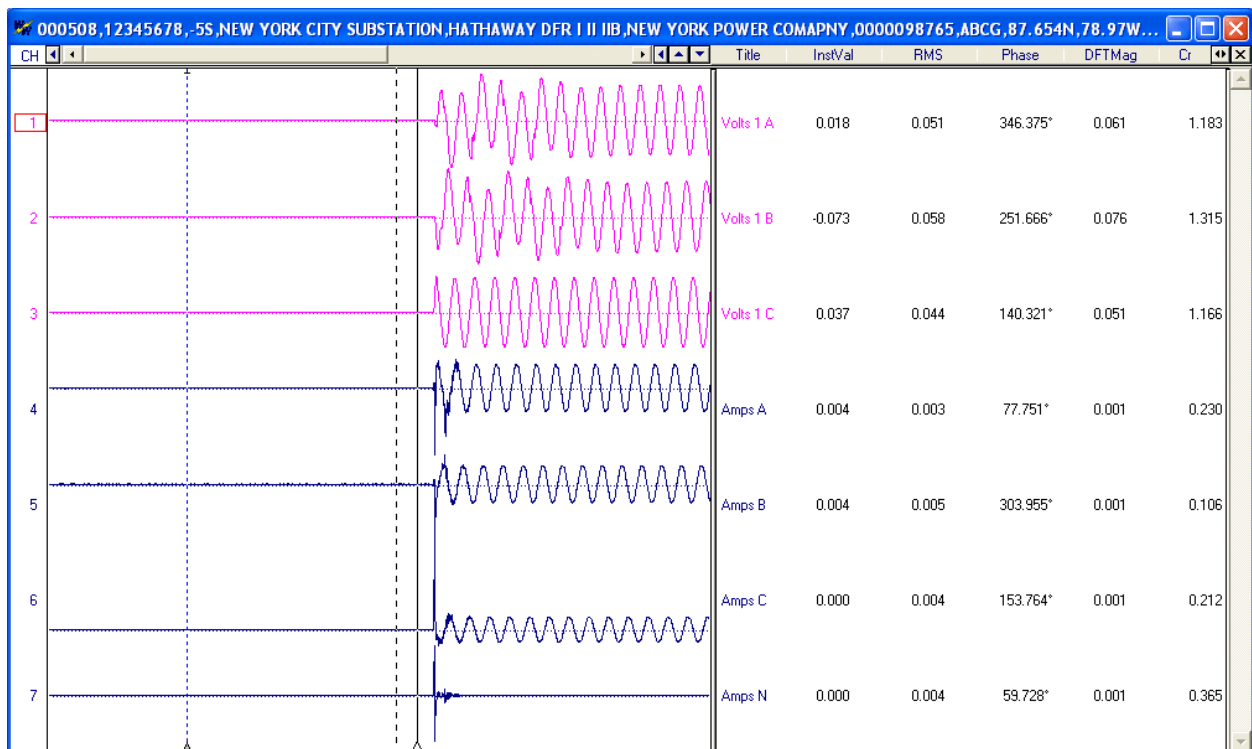 000508,12345678,-5S,NEW YORK CITY SUBSTATION,HATHAWAY DFR I II IIB,NEW YORK POWER COMAPNY,0000098765,ABCG,87.654N,78.97W...
CH Title InstVal RMS Phase DFTMag Cr
1 Volts 1 A 0.018 0.051 346.375° 0.061 1.183
2 Volts 1 B -0.073 0.058 251.666° 0.076 1.315
3 Volts 1 C 0.037 0.044 140.321° 0.051 1.166
4 Amps A 0.004 0.003 77.751° 0.001 0.230
5 Amps B 0.004 0.005 303.955° 0.001 0.106
6 Amps C 0.000 0.004 153.764° 0.001 0.212
7 Amps N 0.000 0.004 59.728° 0.001 0.365